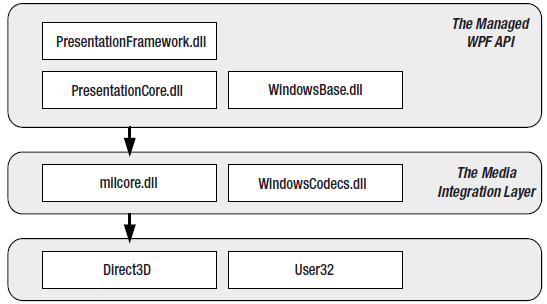 PresentationFramework.dll
The Managed
WPF API
PresentationCore.dll
WindowsBase.dll
milcore.dll
WindowsCodecs.dll
The Media
Integration Layer
Direct3D
User32